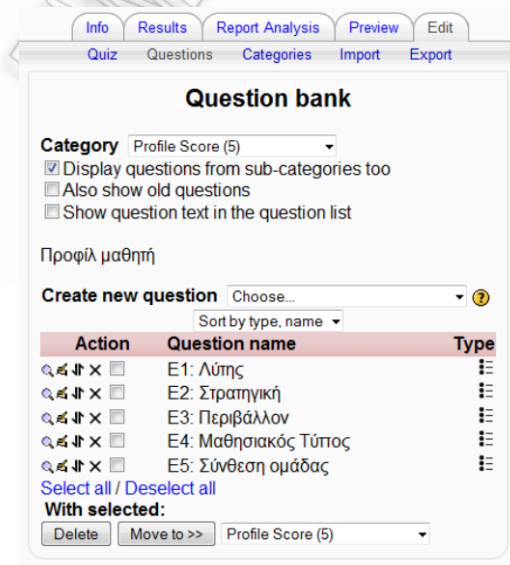 Info Results Report Analysis Preview Edit
Quiz Questions Categories Import Export
Question bank
Category Profile Score (5)
Display questions from sub-categories too
Also show old questions
Show question text in the question list
Προφίλ μαθητή
Create new question Choose... ?
Sort by type, name
Action Question name Type
E1: Λύτης
E2: Στρατηγική
E3: Περιβάλλον
E4: Μαθησιακός Τύπος
E5: Σύνθεση ομάδας
Select all / Deselect all
With selected:
Delete Move to >> Profile Score (5)